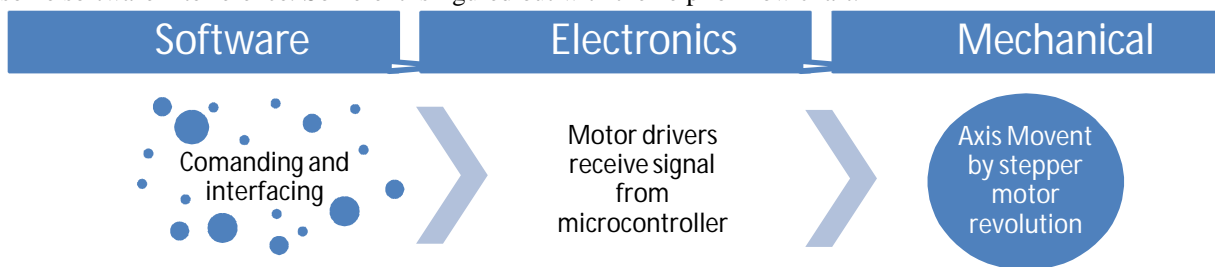 Software
Electronics
Mechanical
Comanding and
interfacing
Motor drivers
receive signal
from
microcontroller
Axis Movent
by stepper
motor
revolution